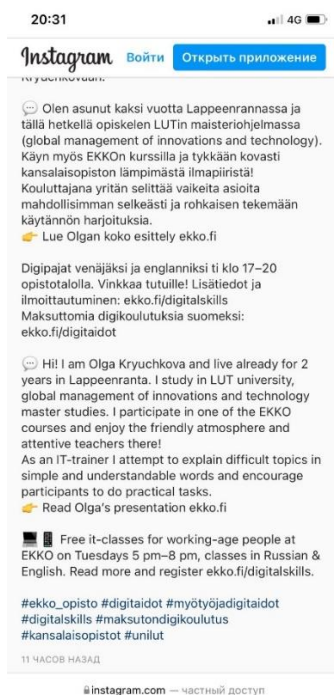 20:31
4G
Instagram
Войти
Открыть приложение
💬 Olen asunut kaksi vuotta Lappeenrannassa ja
tällä hetkellä opiskelen LUTin maisteriohjelmassa
(global management of innovations and technology).
Käyn myös EKKOn kurssilla ja tykkään kovasti
kansalaisopiston lämpimästä ilmapiiristä!
Kouluttajana yritän selittää vaikeita asioita
mahdollisimman selkeästi ja rohkaisen tekemään
käytännön harjoituksia.
👉 Lue Olgan koko esittely ekko.fi
Digipajat venäjäksi ja englanniksi ti klo 17–20
opistotalolla. Vinkkaa tutuille! Lisätiedot ja
ilmoittautuminen: ekko.fi/digitalskills
Maksuttomia digikoulutuksia suomeksi:
ekko.fi/digitaidot
💬 Hi! I am Olga Kryuchkova and live already for 2
years in Lappeenranta. I study in LUT university,
global management of innovations and technology
master studies. I participate in one of the EKKO
courses and enjoy the friendly atmosphere and
attentive teachers there!
As an IT-trainer I attempt to explain difficult topics in
simple and understandable words and encourage
participants to do practical tasks.
👉 Read Olga's presentation ekko.fi
💻📱 Free it-classes for working-age people at
EKKO on Tuesdays 5 pm–8 pm, classes in Russian &
English. Read more and register ekko.fi/digitalskills.
#ekko_opisto #digitaidot #myötyöjadigitaidot
#digitalskills #maksutondigikoulutus
#kansalaisopistot #unilut
11 ЧАСОВ НАЗАД
instagram.com — частный доступ